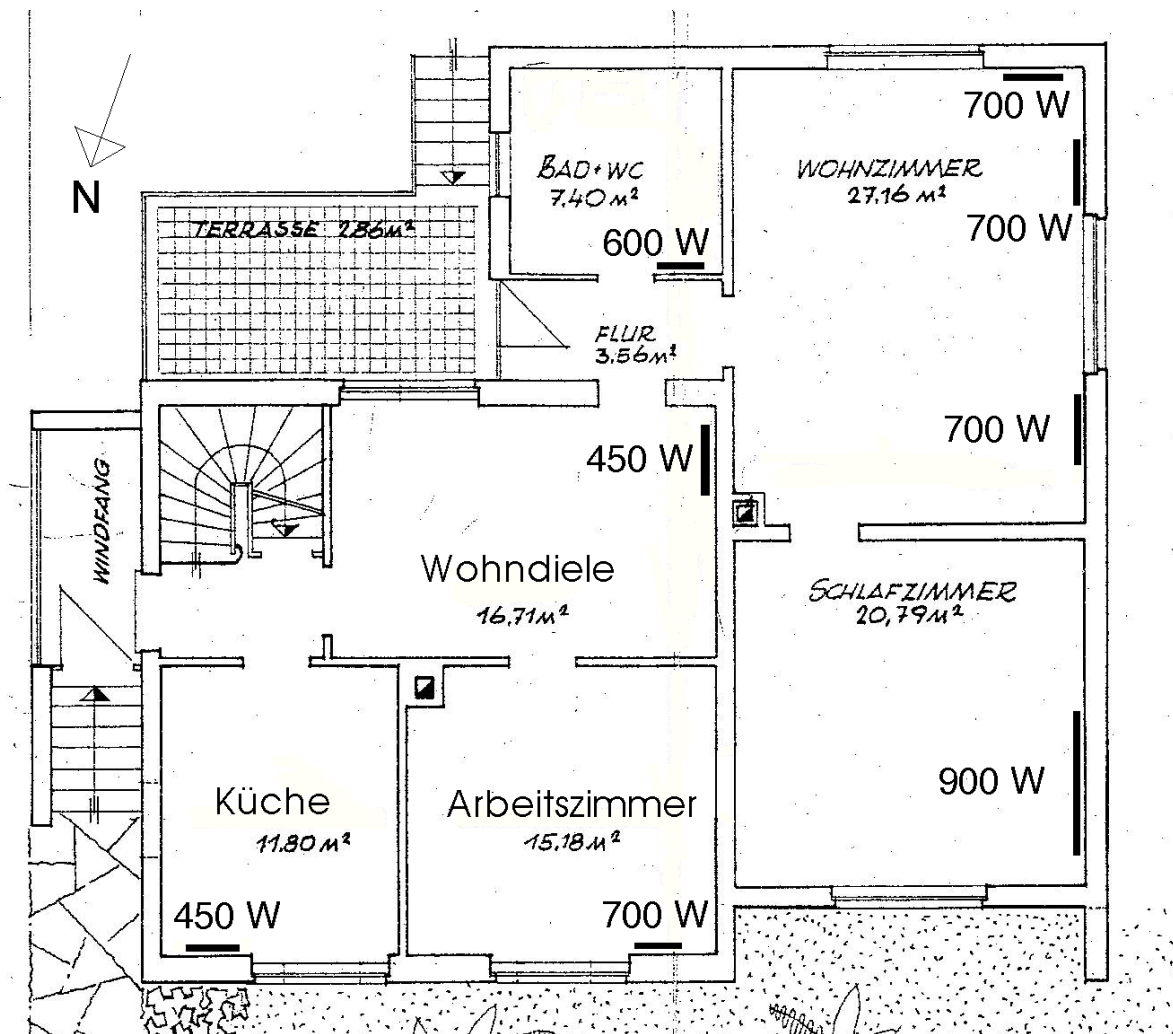 700 W
N
BAD+WC
7.40 m²
WOHNZIMMER
27.16 m²
TERRASSE 2.86 m²
600 W
700 W
FLUR
3.56 m²
700 W
450 W
WINDFANG
Wohndiele
16.71 m²
SCHLAFZIMMER
20,79 m²
900 W
Küche
11.80 m²
Arbeitszimmer
15.18 m²
450 W
700 W